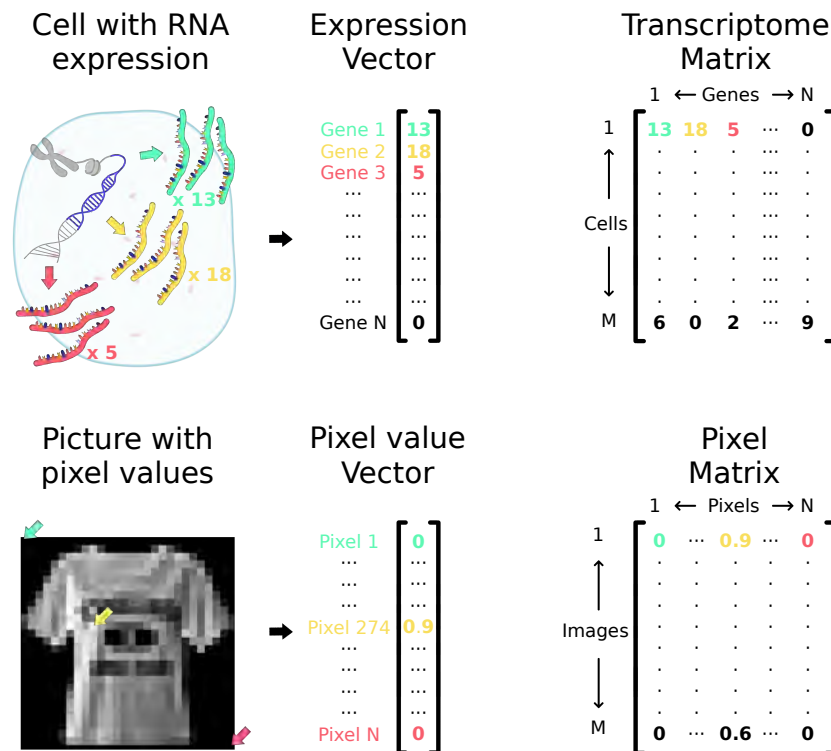 Cell with RNA
expression
Expression
Vector
Transcriptome
Matrix
x 13
x 18
x 5
Gene 1 13
Gene 2 18
Gene 3 5
... ...
... ...
... ...
... ...
... ...
... ...
Gene N 0
1 ← Genes → N
1 13 18 5 ... 0
. . . ... .
. . . ... .
. . . ... .
Cells . . . ... .
. . . ... .
. . . ... .
. . . ... .
M 6 0 2 ... 9
Picture with
pixel values
Pixel value
Vector
Pixel
Matrix
Pixel 1 0
... ...
... ...
... ...
Pixel 274 0.9
... ...
... ...
... ...
... ...
Pixel N 0
1 ← Pixels → N
1 0 ... 0.9 ... 0
. . . . .
. . . . .
. . . . .
Images . . . . .
. . . . .
. . . . .
. . . . .
M 0 ... 0.6 ... 0